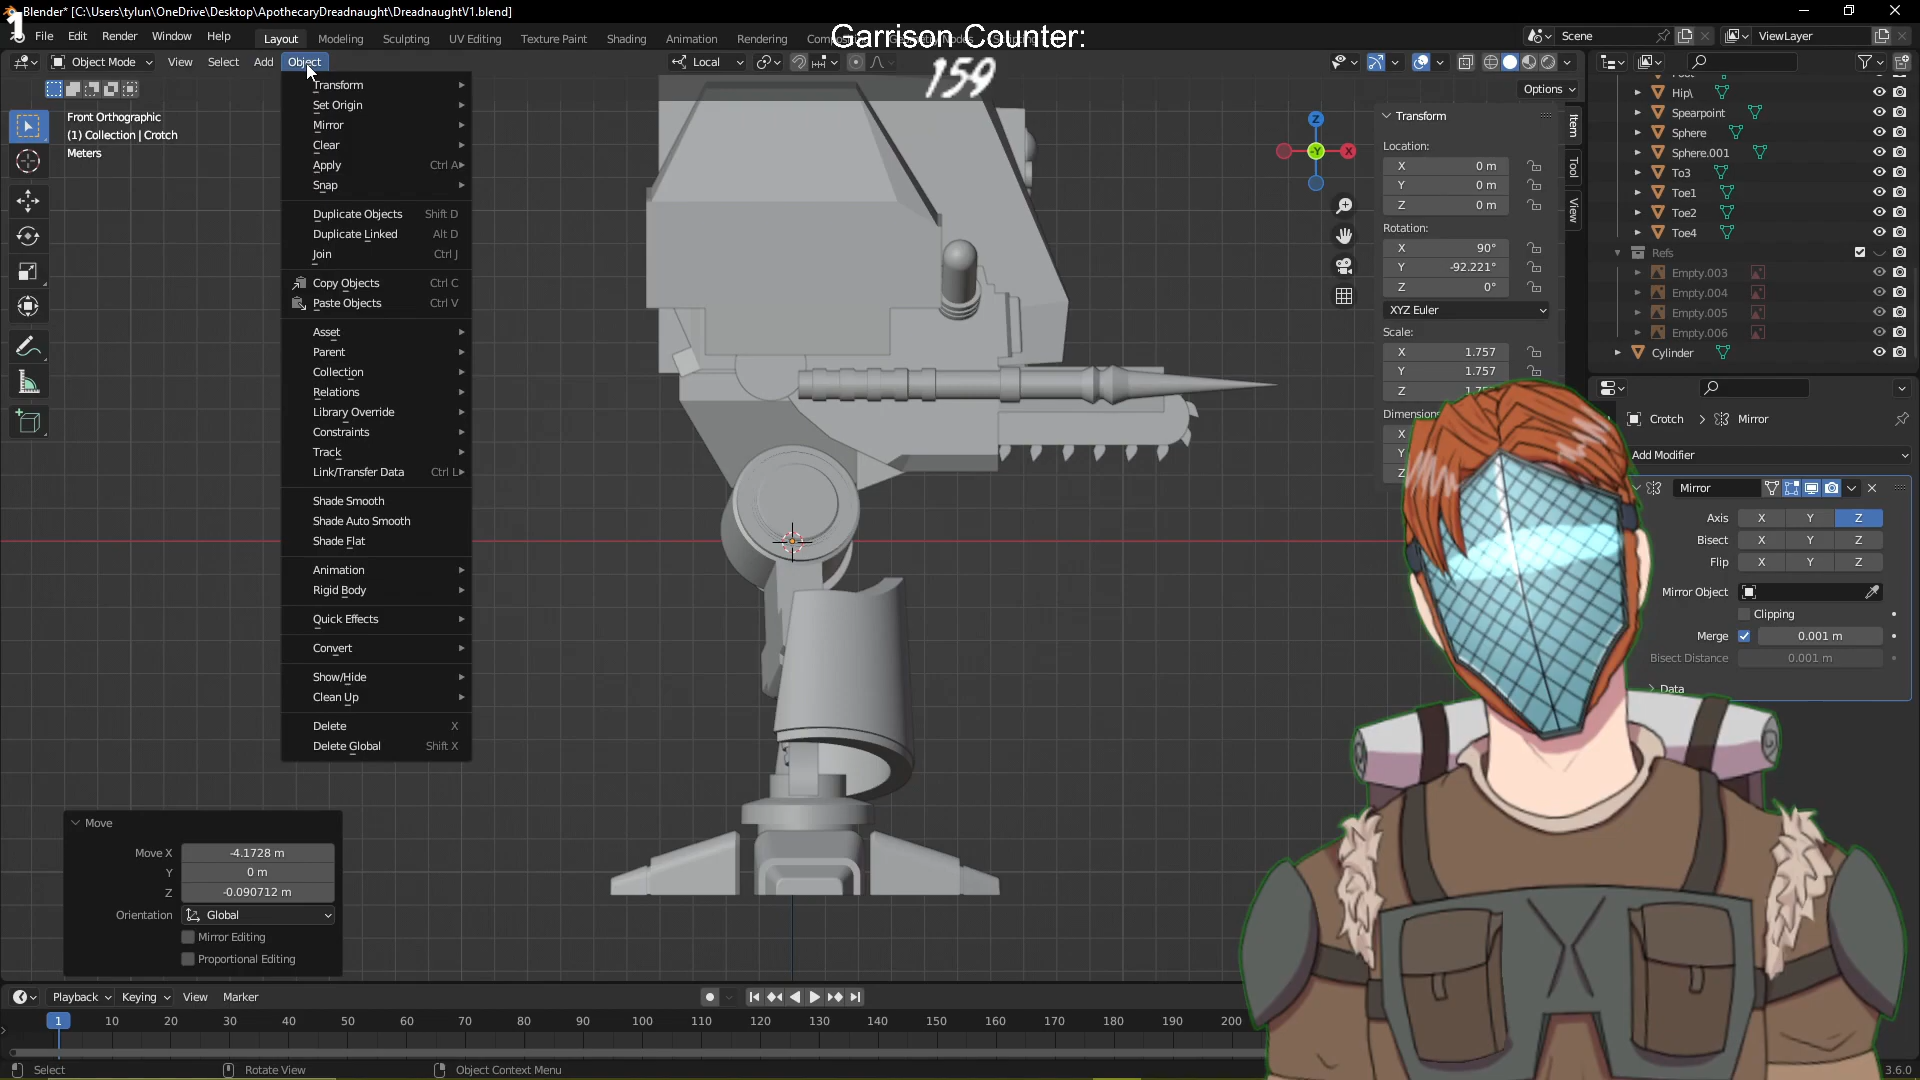 Blender* [C:\Users\tylun\OneDrive\Desktop\ApothecaryDreadnaught\DreadnaughtV1.blend]
1
File Edit Render Window Help Layout Modeling Sculpting UV Editing Texture Paint Shading Animation Rendering
Garrison Counter:
159
Scene
ViewLayer
Object Mode View Select Add Object
Local
Options
Front Orthographic
(1) Collection | Crotch
Meters
Transform
Set Origin
Mirror
Clear
Apply Ctrl A
Snap
Duplicate Objects Shift D
Duplicate Linked Alt D
Join Ctrl J
Copy Objects Ctrl C
Paste Objects Ctrl V
Asset
Parent
Collection
Relations
Library Override
Constraints
Track
Link/Transfer Data Ctrl L
Shade Smooth
Shade Auto Smooth
Shade Flat
Animation
Rigid Body
Quick Effects
Convert
Show/Hide
Clean Up
Delete X
Delete Global Shift X
Z
-Y
X
Transform
Location:
X 0 m
Y 0 m
Z 0 m
Rotation:
X 90°
Y -92.221°
Z 0°
XYZ Euler
Scale:
X 1.757
Y 1.757
Z
Dimensions
X
Y
Z
Item
Tool
View
Hip\
Spearpoint
Sphere
Sphere.001
To3
Toe1
Toe2
Toe4
Refs
Empty.003
Empty.004
Empty.005
Empty.006
Cylinder
Crotch > Mirror
Add Modifier
Mirror
Axis X Y Z
Bisect X Y Z
Flip X Y Z
Mirror Object
Clipping
Merge 0.001 m
Bisect Distance 0.001 m
Data
Move
Move X -4.1728 m
Y 0 m
Z -0.090712 m
Orientation Global
Mirror Editing
Proportional Editing
Playback Keying View Marker
1 10 20 30 40 50 60 70 80 90 100 110 120 130 140 150 160 170 180 190 200
Select Rotate View Object Context Menu
3.6.0